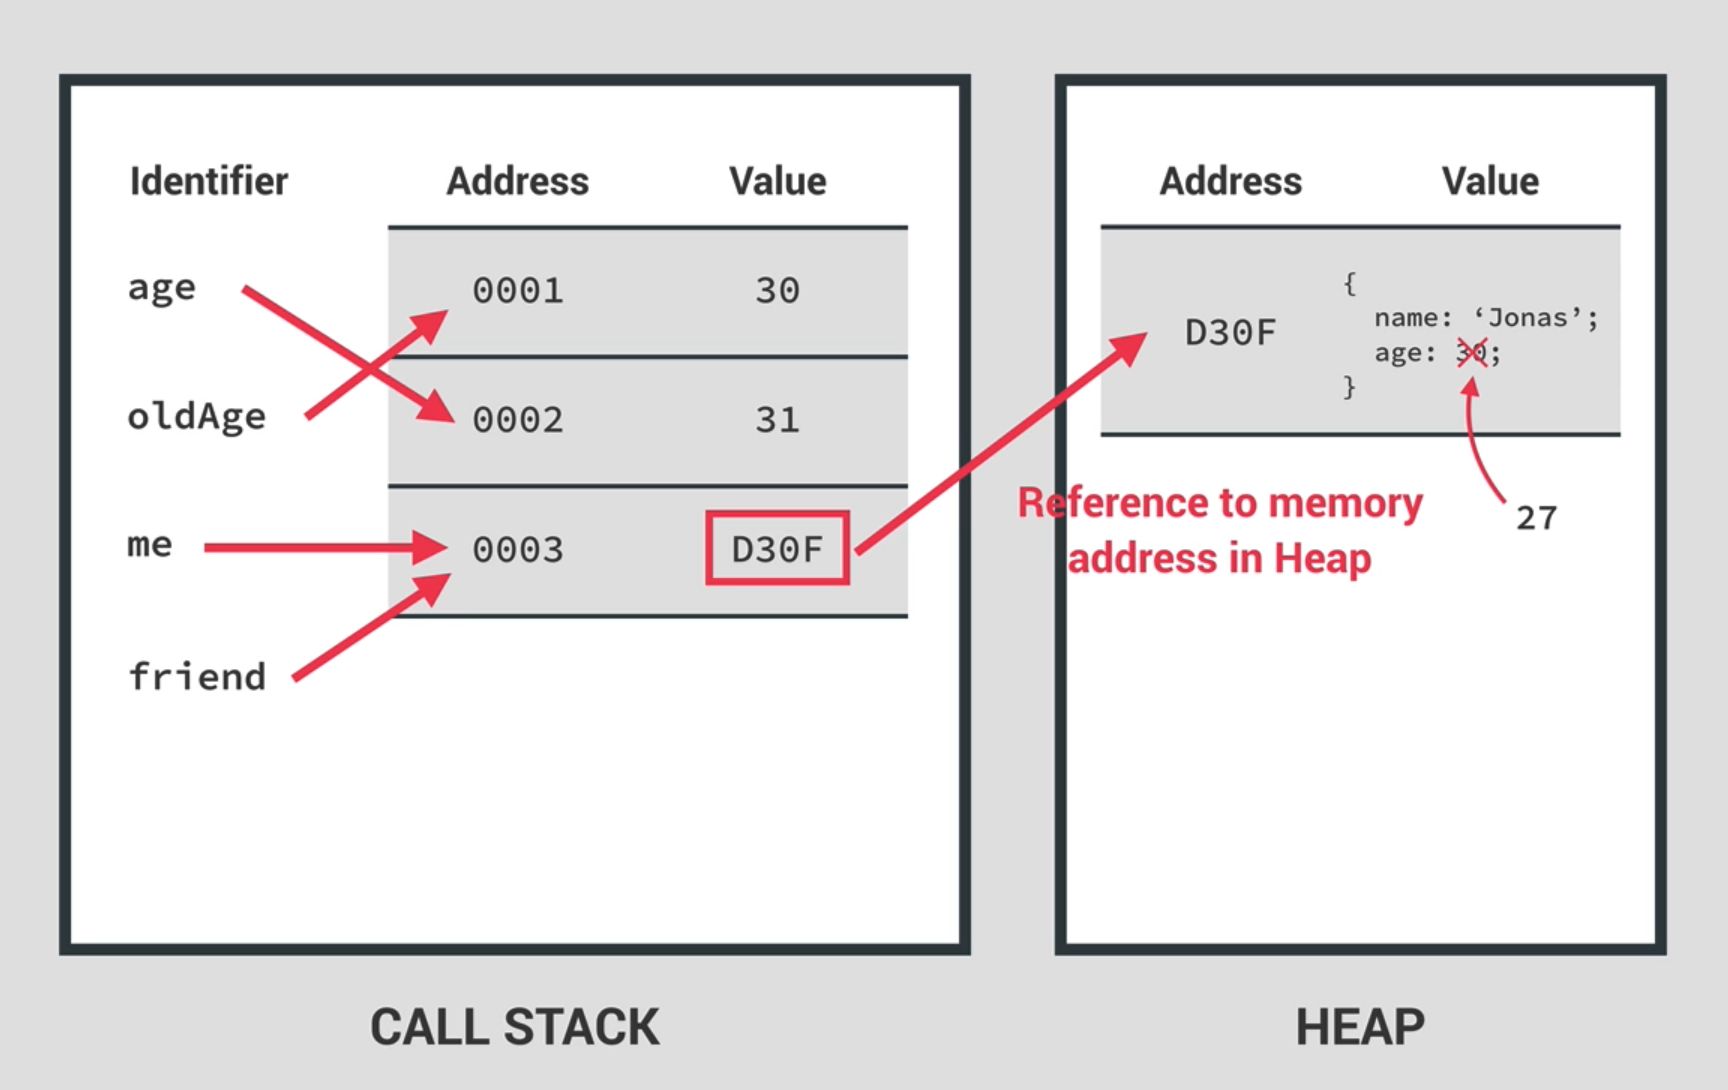 Identifier Address Value
age 0001 30
oldAge 0002 31
me 0003 D30F
friend
CALL STACK
Address Value
D30F
{
name: ‘Jonas’;
age: 30;
}
27
Reference to memory
address in Heap
HEAP